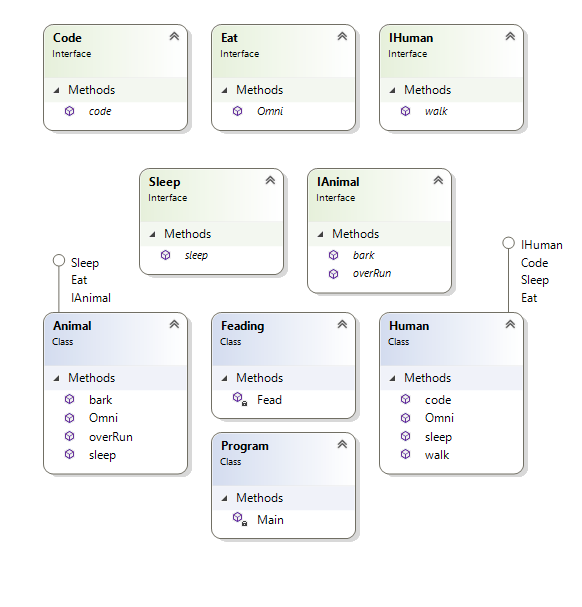 Code
Interface
Methods
code
Eat
Interface
Methods
Omni
IHuman
Interface
Methods
walk
Sleep
Interface
Methods
sleep
IAnimal
Interface
Methods
bark
overRun
Sleep
Eat
IAnimal
IHuman
Code
Sleep
Eat
Animal
Class
Methods
bark
Omni
overRun
sleep
Feading
Class
Methods
Fead
Human
Class
Methods
code
Omni
sleep
walk
Program
Class
Methods
Main